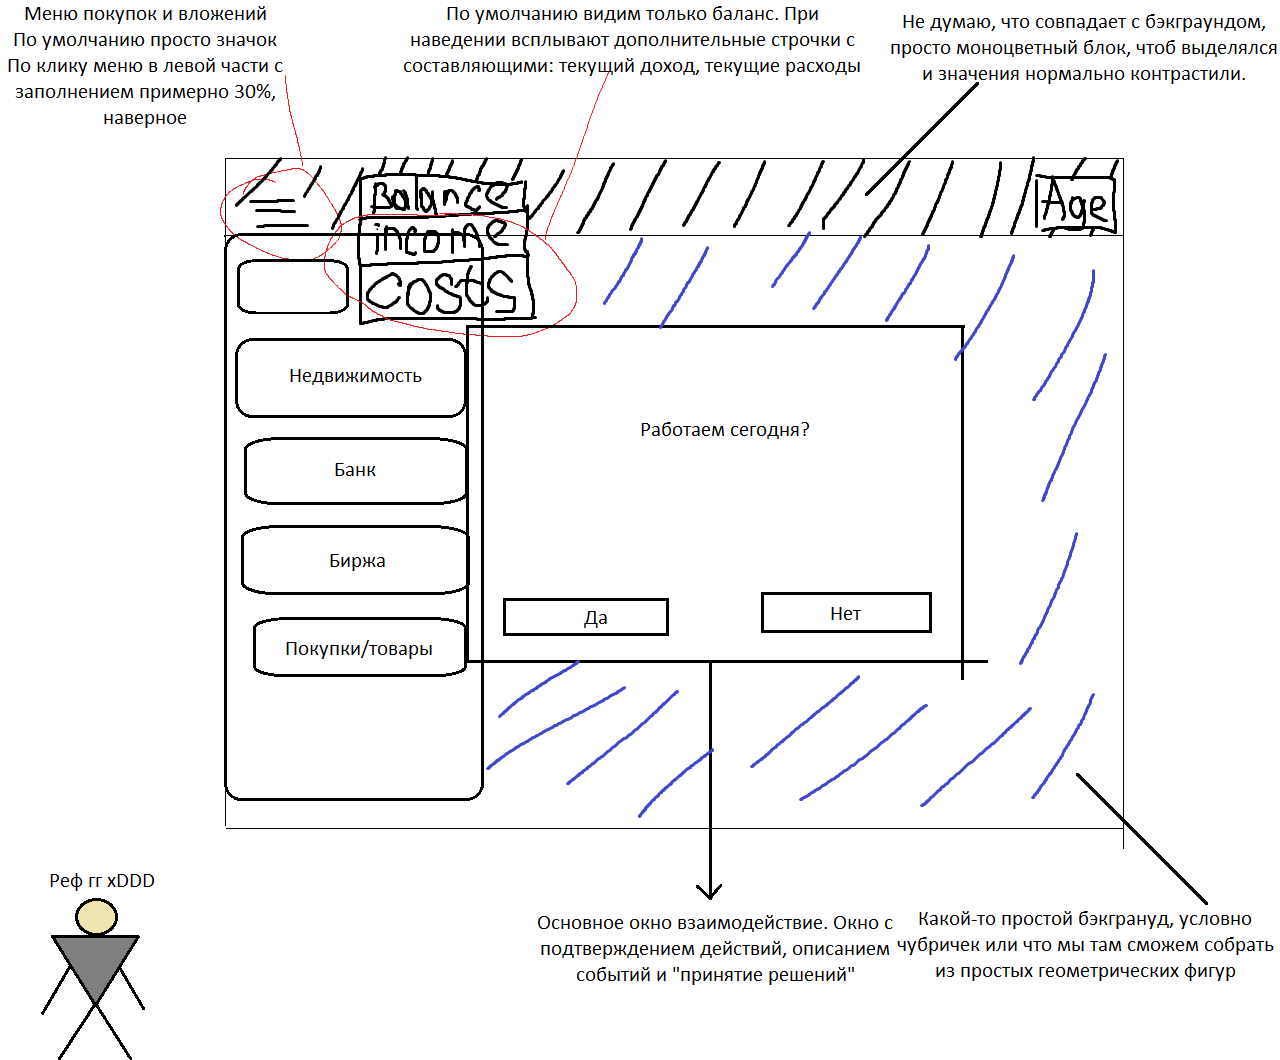 Меню покупок и вложений
По умолчанию просто значок
По клику меню в левой части с
заполнением примерно 30%,
наверное
По умолчанию видим только баланс. При
наведении всплывают дополнительные строчки с
составляющими: текущий доход, текущие расходы
Не думаю, что совпадает с бэкграундом,
просто моноцветный блок, чтоб выделялся
и значения нормально контрастили.
Balance
income
Costs
Age
Недвижимость
Банк
Биржа
Покупки/товары
Работаем сегодня?
Да
Нет
Реф гг xDDD
Основное окно взаимодействие. Окно с
подтверждением действий, описанием
событий и "принятие решений"
Какой-то простой бэкгрануд, условно
чубричек или что мы там сможем собрать
из простых геометрических фигур